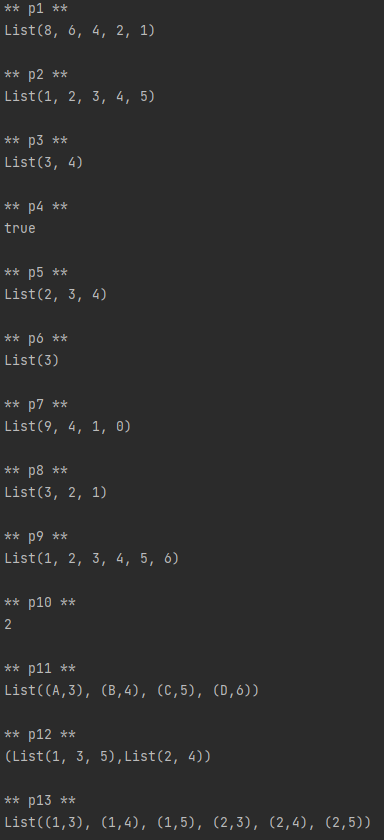 ** p1 **
List(8, 6, 4, 2, 1)
** p2 **
List(1, 2, 3, 4, 5)
** p3 **
List(3, 4)
** p4 **
true
** p5 **
List(2, 3, 4)
** p6 **
List(3)
** p7 **
List(9, 4, 1, 0)
** p8 **
List(3, 2, 1)
** p9 **
List(1, 2, 3, 4, 5, 6)
** p10 **
2
** p11 **
List((A,3), (B,4), (C,5), (D,6))
** p12 **
(List(1, 3, 5),List(2, 4))
** p13 **
List((1,3), (1,4), (1,5), (2,3), (2,4), (2,5))